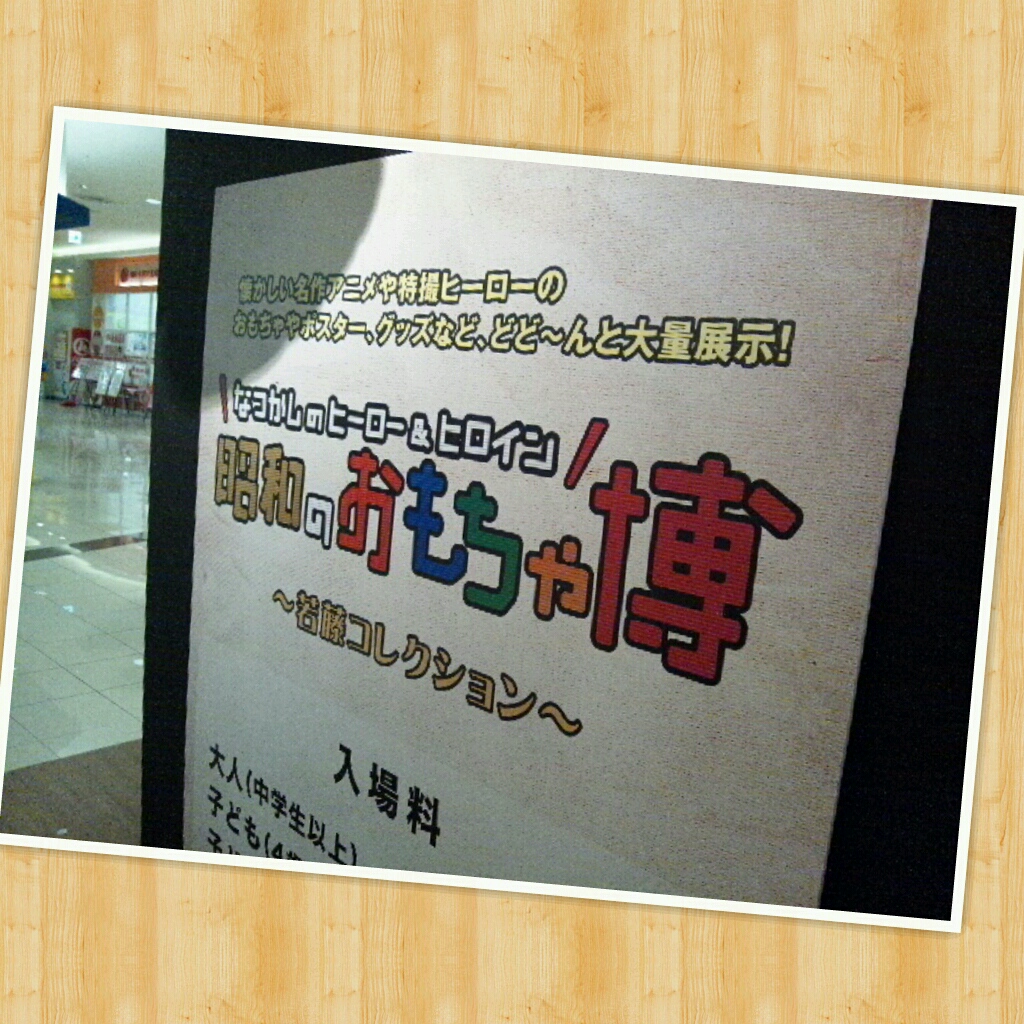 懐かしい名作アニメや特撮ヒーローの
おもちゃやポスター、グッズなど、どど〜んと大量展示!
なつかしのヒーロー&ヒロイン
昭和のおもちゃ博
〜若藤コレクション〜
入場料
大人(中学生以上)
子ども(4歳